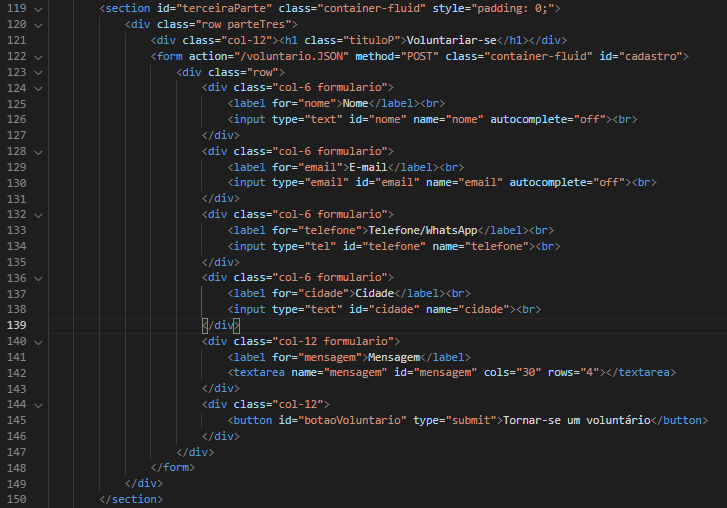 119 <section id="terceiraParte" class="container-fluid" style="padding: 0;">
120 <div class="row parteTres">
121 <div class="col-12"><h1 class="tituloP">Voluntariar-se</h1></div>
122 <form action="/voluntario.JSON" method="POST" class="container-fluid" id="cadastro">
123 <div class="row">
124 <div class="col-6 formulario">
125 <label for="nome">Nome</label><br>
126 <input type="text" id="nome" name="nome" autocomplete="off"><br>
127 </div>
128 <div class="col-6 formulario">
129 <label for="email">E-mail</label><br>
130 <input type="email" id="email" name="email" autocomplete="off"><br>
131 </div>
132 <div class="col-6 formulario">
133 <label for="telefone">Telefone/WhatsApp</label><br>
134 <input type="tel" id="telefone" name="telefone"><br>
135 </div>
136 <div class="col-6 formulario">
137 <label for="cidade">Cidade</label><br>
138 <input type="text" id="cidade" name="cidade"><br>
139 </div>
140 <div class="col-12 formulario">
141 <label for="mensagem">Mensagem</label>
142 <textarea name="mensagem" id="mensagem" cols="30" rows="4"></textarea>
143 </div>
144 <div class="col-12">
145 <button id="botaoVoluntario" type="submit">Tornar-se um voluntário</button>
146 </div>
147 </div>
148 </form>
149 </div>
150 </section>